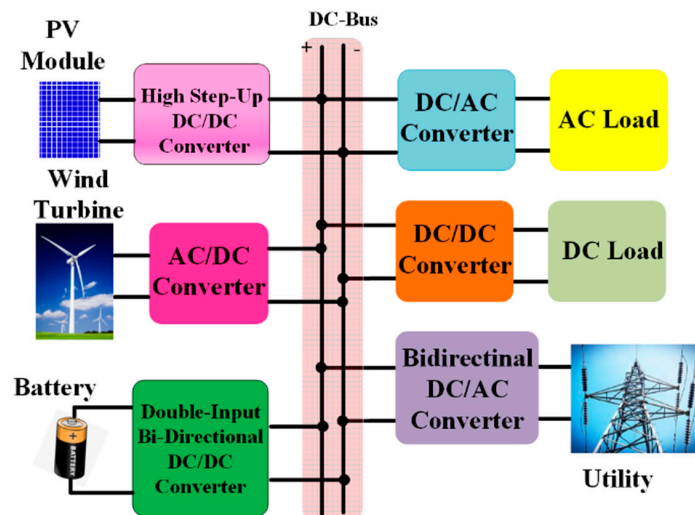 DC-Bus
+ -
PV
Module
High Step-Up
DC/DC
Converter
DC/AC
Converter
AC Load
Wind
Turbine
AC/DC
Converter
DC/DC
Converter
DC Load
Battery
+
BATTERY
Double-Input
Bi-Directional
DC/DC
Converter
Bidirectinal
DC/AC
Converter
Utility